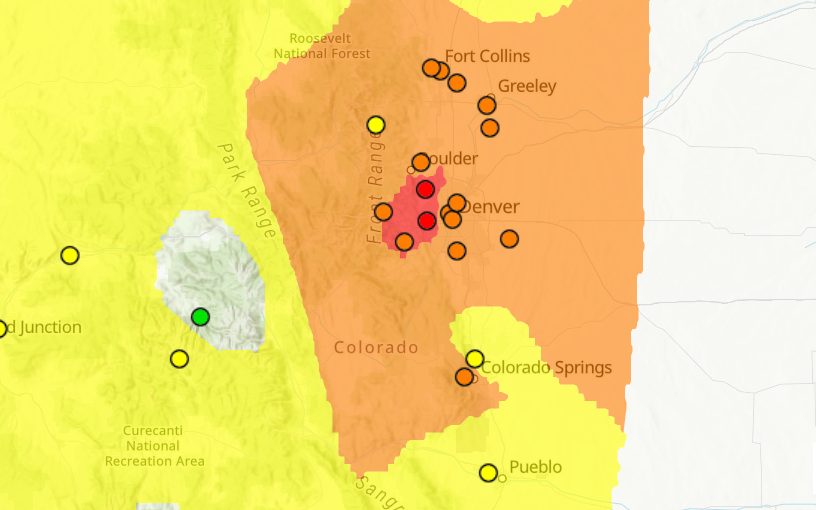 Roosevelt
National Forest
Fort Collins
Greeley
Park Range
Front Range
Boulder
Denver
d Junction
Colorado
Colorado Springs
Curecanti
National
Recreation Area
Pueblo
Sangr